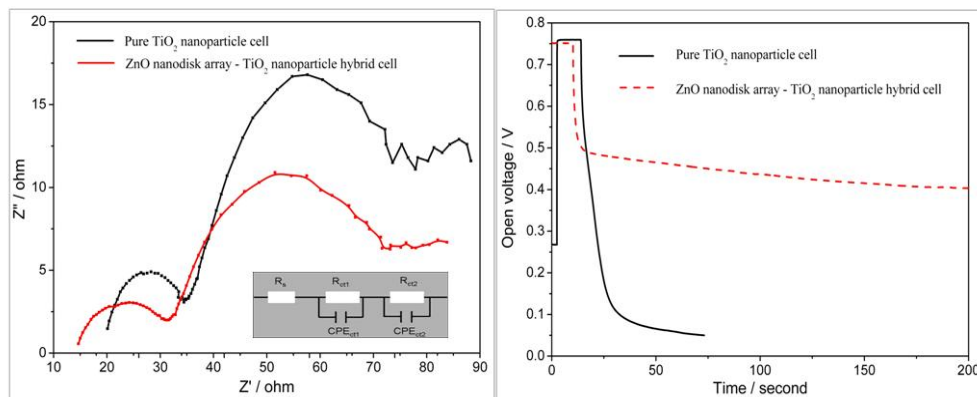 20
15
10
5
0
0
10
20
30
40
50
60
70
80
90
Z'' / ohm
Z' / ohm
Pure TiO₂ nanoparticle cell
ZnO nanodisk array - TiO₂ nanoparticle hybrid cell
Rs
Rct1
Rct2
CPEct1
CPEct2
0.8
0.7
0.6
0.5
0.4
0.3
0.2
0.1
0.0
0
50
100
150
200
Open voltage / V
Time / second
Pure TiO₂ nanoparticle cell
ZnO nanodisk array - TiO₂ nanoparticle hybrid cell